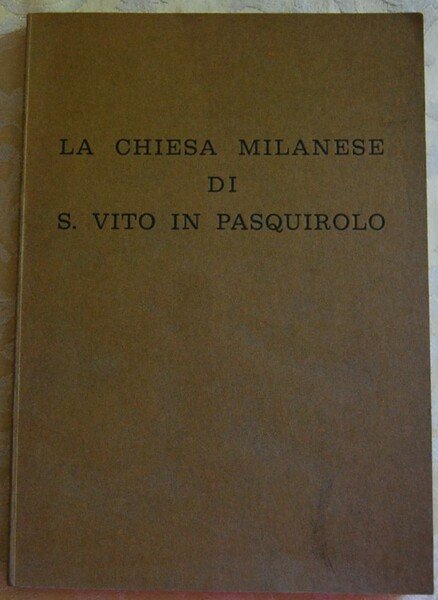 LA CHIESA MILANESE
DI
S. VITO IN PASQUIROLO